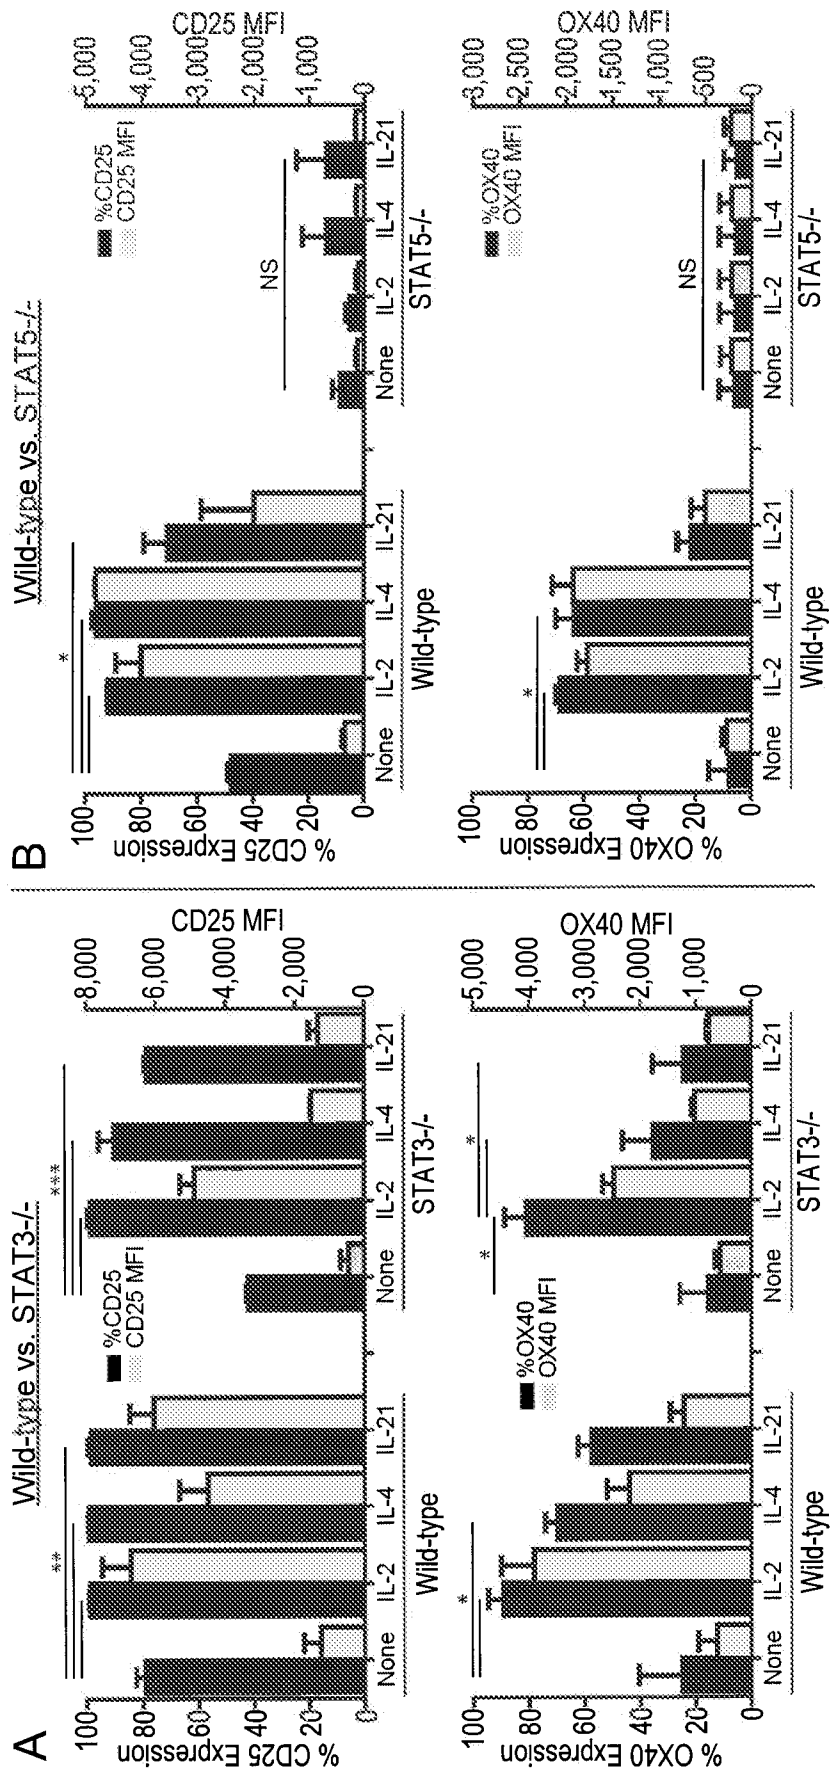 A
Wild-type vs. STAT3-/-
% CD25 Expression
100
80
60
40
20
0
%CD25
CD25 MFI
8,000
6,000
4,000
2,000
0
CD25 MFI
** ***
None IL-2 IL-4 IL-21 None IL-2 IL-4 IL-21
Wild-type STAT3-/-
% OX40 Expression
100
80
60
40
20
0
%OX40
OX40 MFI
5,000
4,000
3,000
2,000
1,000
0
OX40 MFI
* * *
None IL-2 IL-4 IL-21 None IL-2 IL-4 IL-21
Wild-type STAT3-/-
B
Wild-type vs. STAT5-/-
% CD25 Expression
100
80
60
40
20
0
%CD25
CD25 MFI
5,000
4,000
3,000
2,000
1,000
0
CD25 MFI
* NS
None IL-2 IL-4 IL-21 None IL-2 IL-4 IL-21
Wild-type STAT5-/-
% OX40 Expression
100
80
60
40
20
0
%OX40
OX40 MFI
3,000
2,500
2,000
1,500
1,000
500
0
OX40 MFI
* NS
None IL-2 IL-4 IL-21 None IL-2 IL-4 IL-21
Wild-type STAT5-/-